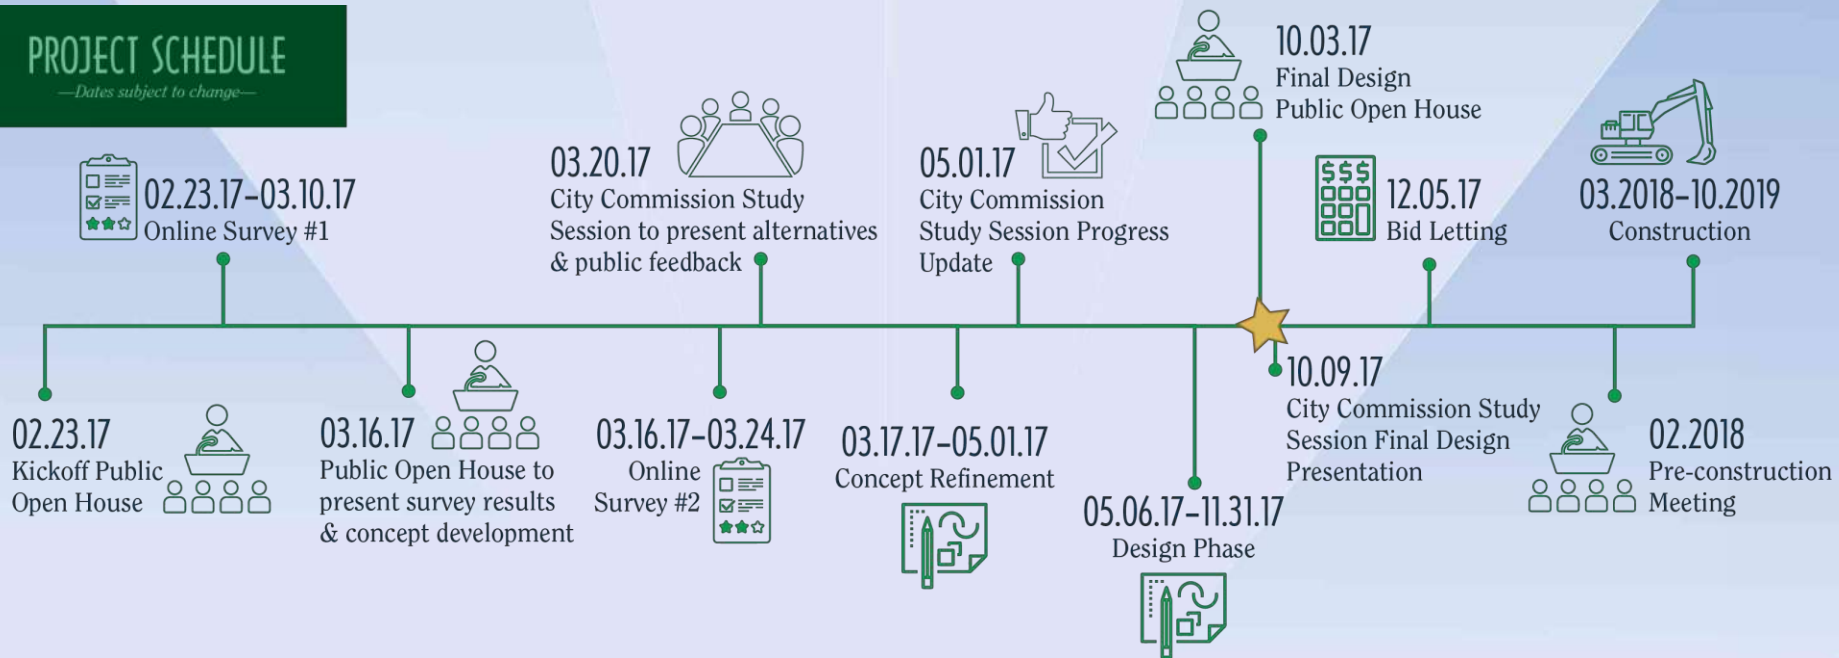 PROJECT SCHEDULE
—Dates subject to change—
02.23.17
Kickoff Public
Open House
02.23.17–03.10.17
Online Survey #1
03.16.17
Public Open House to
present survey results
& concept development
03.16.17–03.24.17
Online
Survey #2
03.20.17
City Commission Study
Session to present alternatives
& public feedback
03.17.17–05.01.17
Concept Refinement
05.01.17
City Commission
Study Session Progress
Update
05.06.17–11.31.17
Design Phase
10.03.17
Final Design
Public Open House
10.09.17
City Commission Study
Session Final Design
Presentation
$$$
12.05.17
Bid Letting
02.2018
Pre-construction
Meeting
03.2018–10.2019
Construction